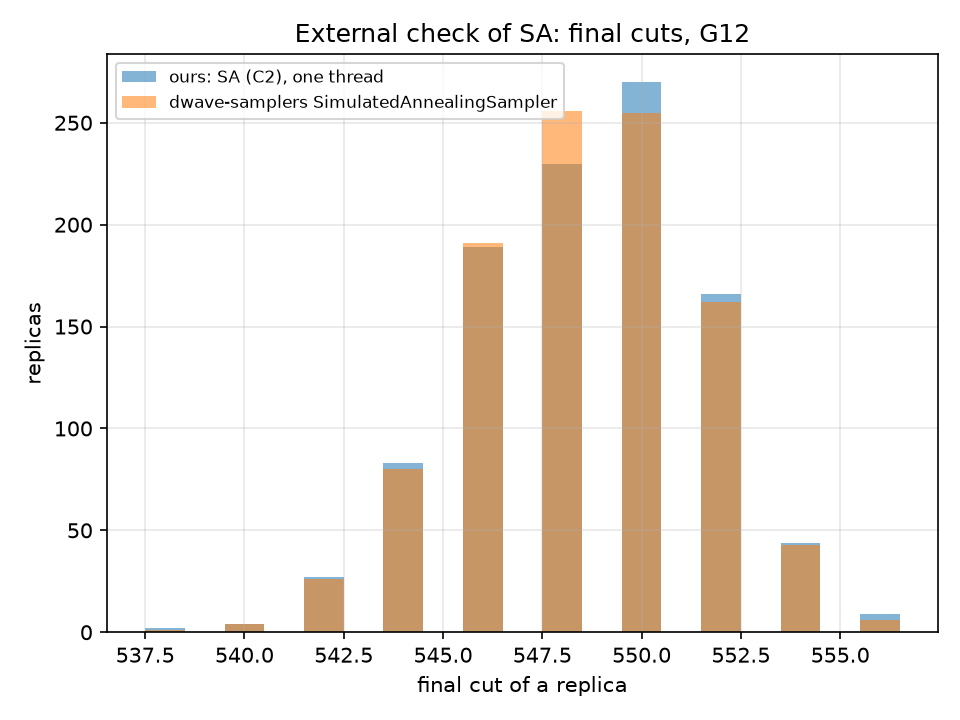 External check of SA: final cuts, G12
ours: SA (C2), one thread
dwave-samplers SimulatedAnnealingSampler
250
200
150
100
50
0
replicas
537.5 540.0 542.5 545.0 547.5 550.0 552.5 555.0
final cut of a replica